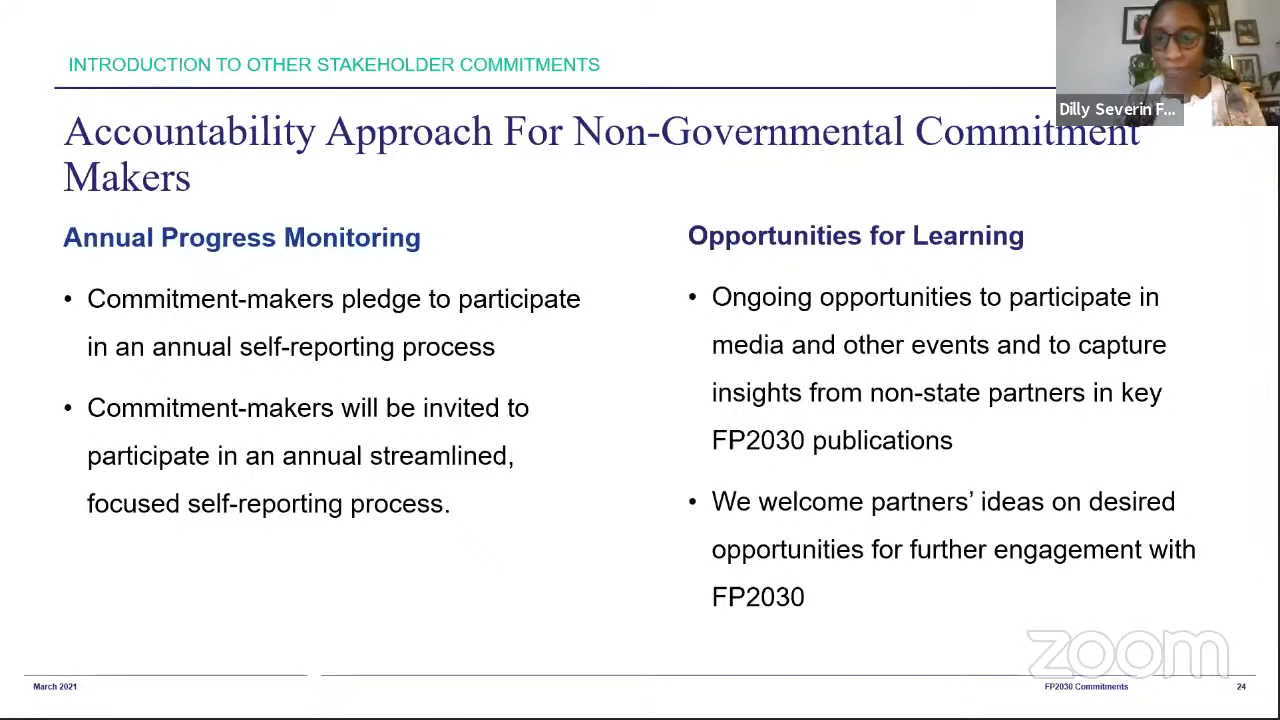 INTRODUCTION TO OTHER STAKEHOLDER COMMITMENTS
Dilly Severin F...
Accountability Approach For Non-Governmental Commitment
Makers
Annual Progress Monitoring
• Commitment-makers pledge to participate
in an annual self-reporting process
• Commitment-makers will be invited to
participate in an annual streamlined,
focused self-reporting process.
Opportunities for Learning
• Ongoing opportunities to participate in
media and other events and to capture
insights from non-state partners in key
FP2030 publications
• We welcome partners’ ideas on desired
opportunities for further engagement with
FP2030
zoom
March 2021
FP2030 Commitments
24